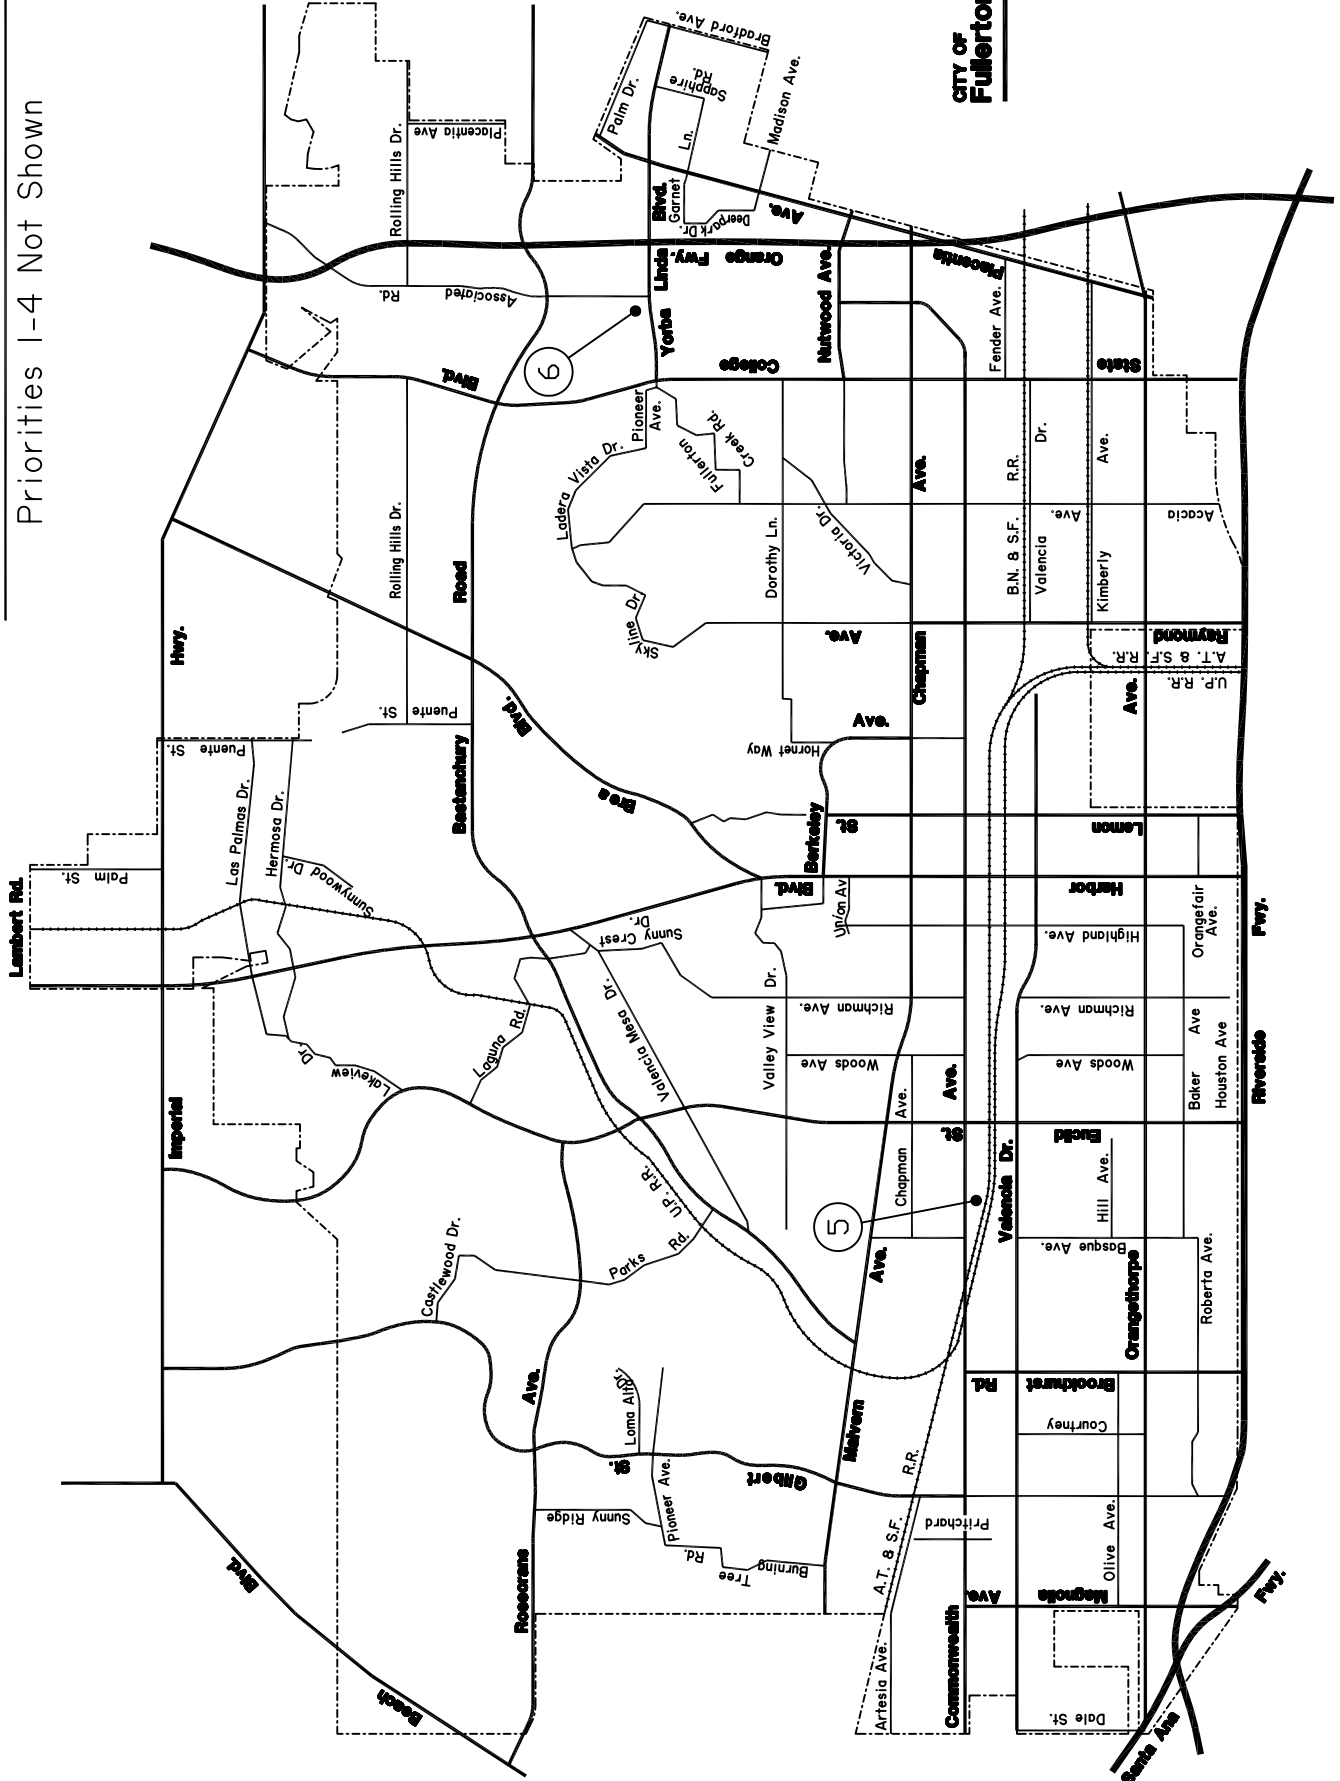 Priorities 1-4 Not Shown
CITY OF
Fullerton
Lambert Rd.
Palm St.
Imperial
Hwy.
Puente St.
Las Palmas Dr.
Hermosa Dr.
Sunnywood Dr.
Lakeview
Dr.
Beach
Blvd.
Rolling Hills Dr.
Rolling Hills Dr.
Placentia Ave
Associated
Rd.
Puente St.
Bastanchury
Road
Blvd.
Brea
Blvd.
Castlewood Dr.
Laguna
Rd.
Parks
Rd.
U.P. R.R.
Rosecrans
Ave.
Sunny Ridge
Loma Alta
Dr.
St.
Gilbert
Pioneer Ave.
Rd.
Tree
Burning
Valencia Mesa
Dr.
Sunny Crest
Dr.
Ladera Vista Dr.
Skyline Dr.
Pioneer
Ave.
Fullerton
Creek Rd.
6
Yorba
Linda
Blvd.
Garnet
Ln.
Sapphire
Rd.
Palm Dr.
Bradford Ave.
Madison Ave.
Deerpark Dr.
Orange
Fwy.
Placentia
Ave.
College
State
Nutwood Ave.
Dorothy Ln.
Victoria Dr.
Acacia
Ave.
Raymond
Ave.
Hornet Way
Berkeley
Ave.
Lemon
St.
Harbor
Blvd.
Union Av
Valley View
Dr.
Richman Ave.
Woods Ave
Highland Ave.
Richman Ave.
Woods Ave
Euclid
St.
Malvern
Ave.
5
Chapman
Ave.
Chapman
Ave.
Commonwealth
Ave.
Fender Ave.
B.N. & S.F.
R.R.
Valencia
Dr.
Kimberly
Ave.
A.T. & S.F. R.R.
U.P. R.R.
Valencia Dr.
Hill Ave.
Basque Ave.
Orangethorpe
Ave.
Orangefair
Ave.
Baker
Ave
Houston Ave
Roberta Ave.
Riverside
Fwy.
Brookhurst
Rd.
Courtney
Olive Ave.
Magnolia
Ave.
Pritchard
A.T. & S.F.
R.R.
Artesia Ave.
Dale St.
Santa Ana
Fwy.